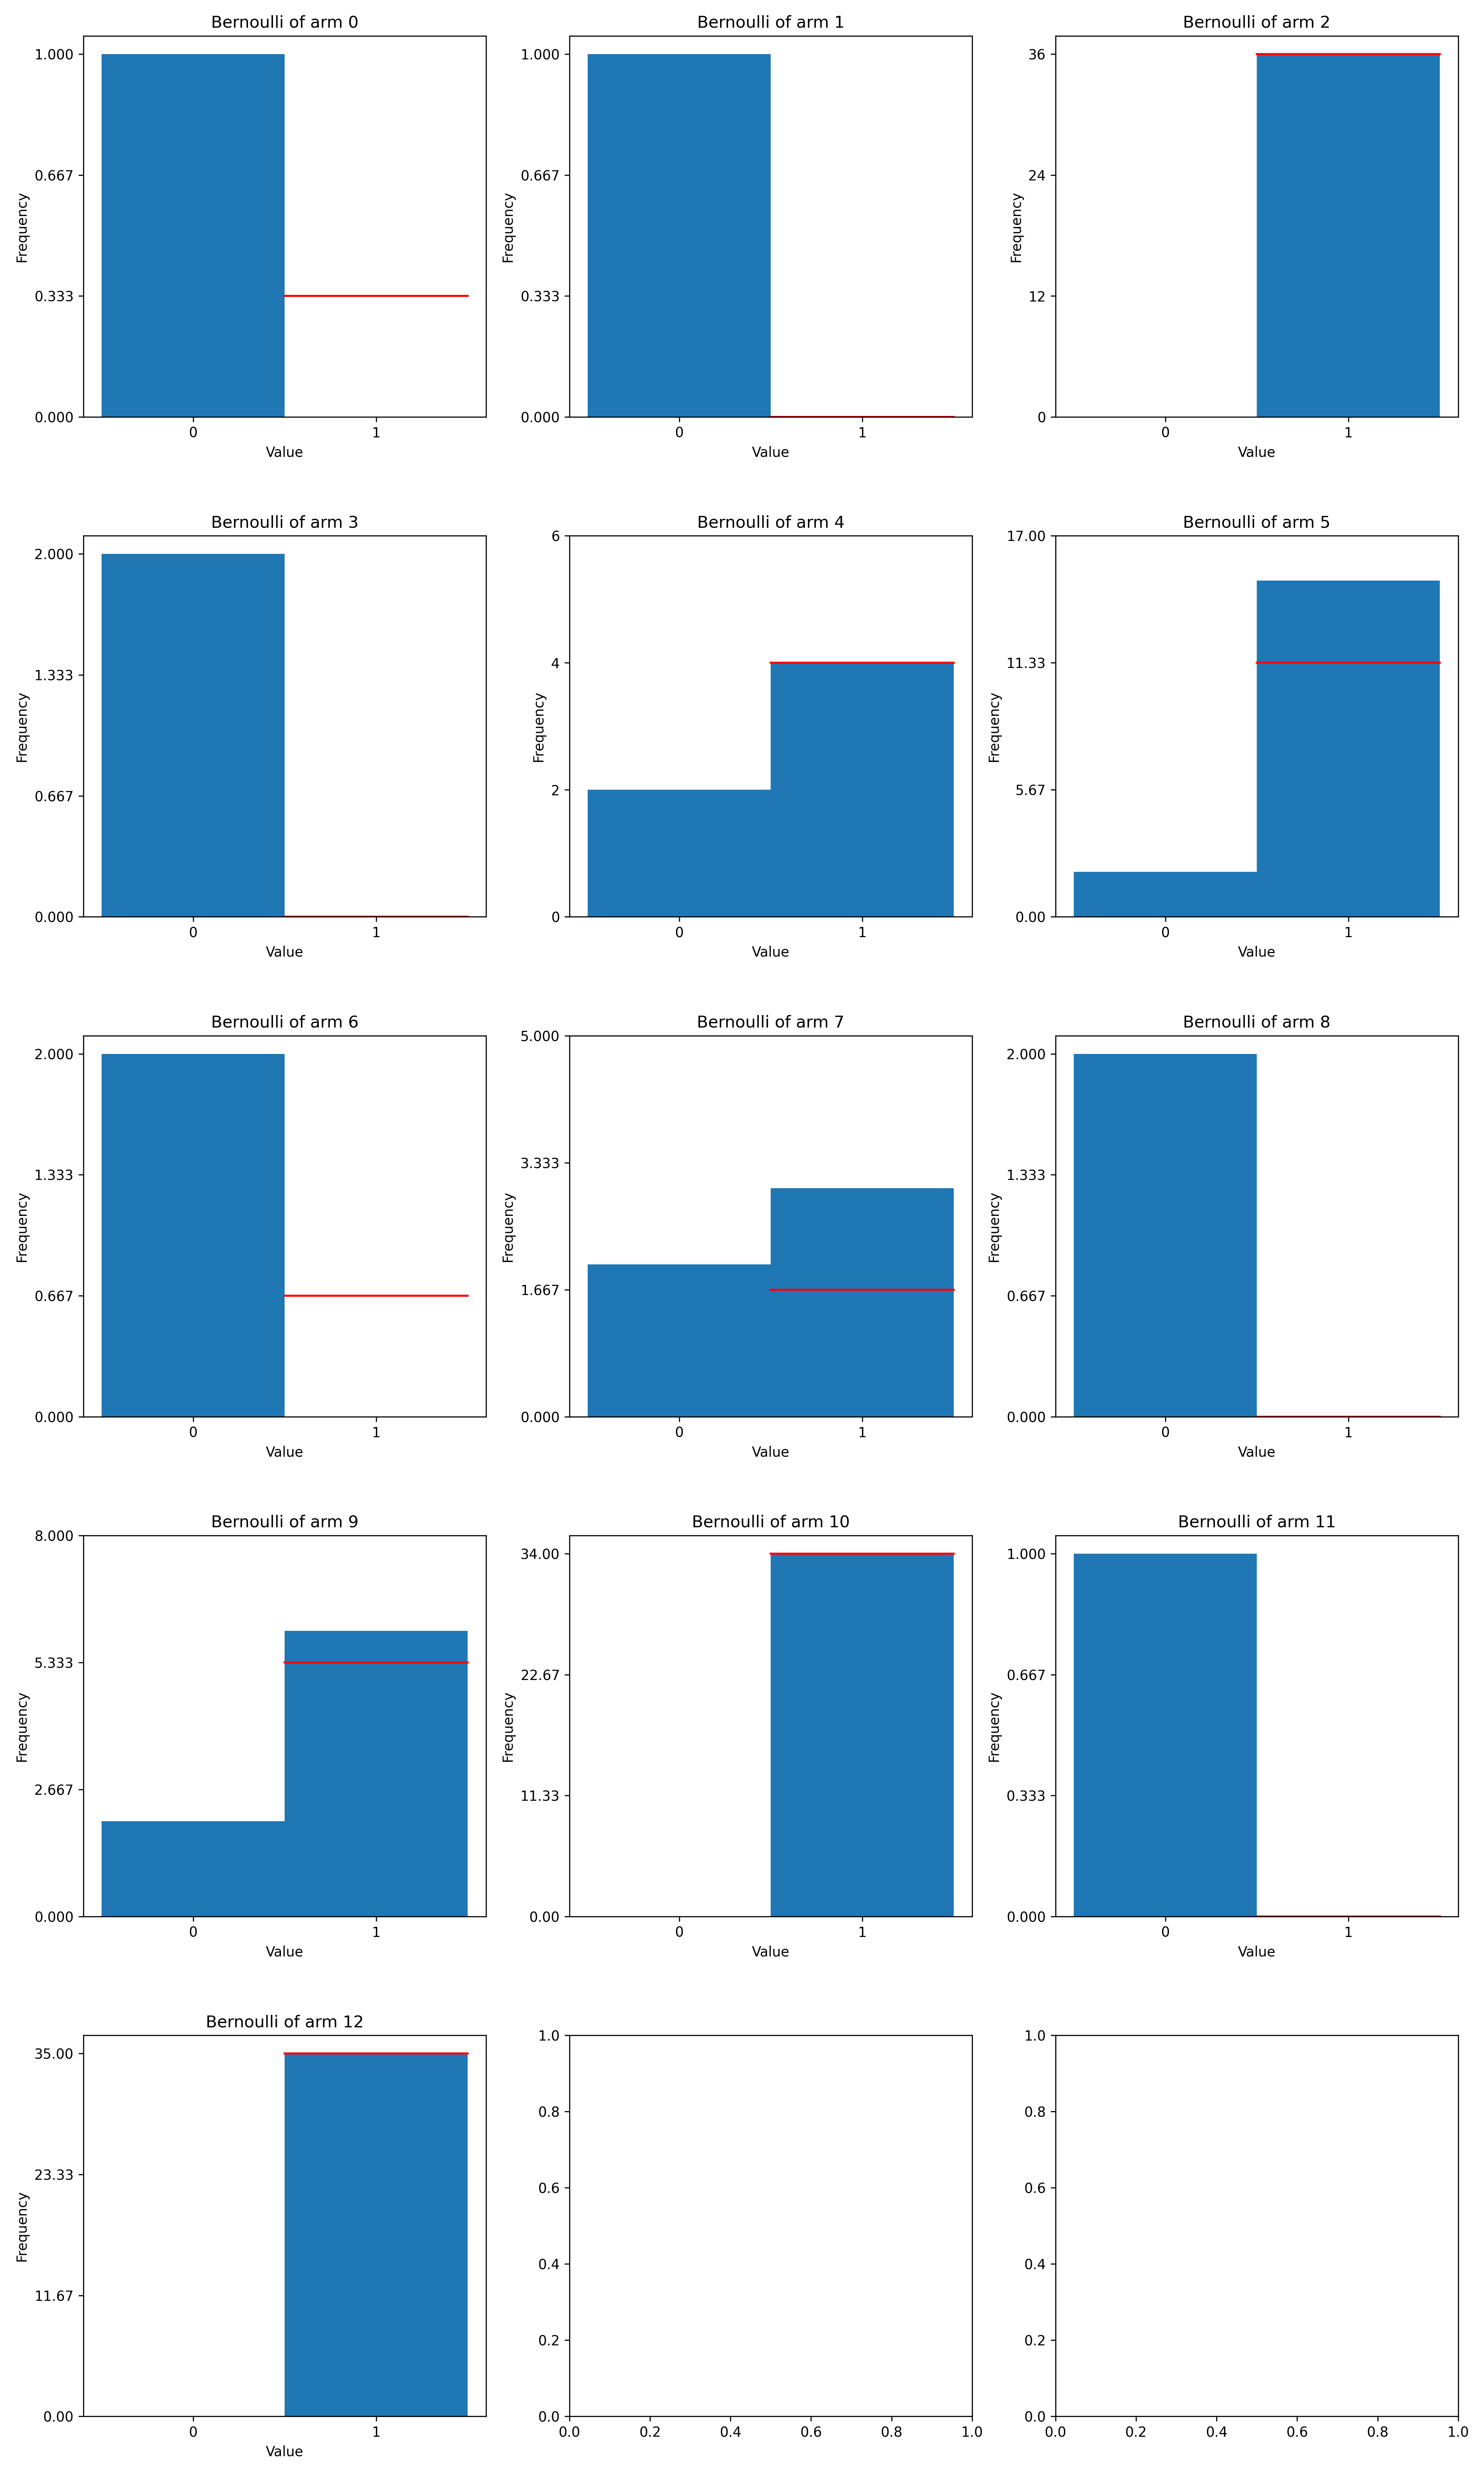 Bernoulli of arm 0
1.000
0.667
0.333
0.000
Frequency
0 1
Value
Bernoulli of arm 1
1.000
0.667
0.333
0.000
Frequency
0 1
Value
Bernoulli of arm 2
36
24
12
0
Frequency
0 1
Value
Bernoulli of arm 3
2.000
1.333
0.667
0.000
Frequency
0 1
Value
Bernoulli of arm 4
6
4
2
0
Frequency
0 1
Value
Bernoulli of arm 5
17.00
11.33
5.67
0.00
Frequency
0 1
Value
Bernoulli of arm 6
2.000
1.333
0.667
0.000
Frequency
0 1
Value
Bernoulli of arm 7
5.000
3.333
1.667
0.000
Frequency
0 1
Value
Bernoulli of arm 8
2.000
1.333
0.667
0.000
Frequency
0 1
Value
Bernoulli of arm 9
8.000
5.333
2.667
0.000
Frequency
0 1
Value
Bernoulli of arm 10
34.00
22.67
11.33
0.00
Frequency
0 1
Value
Bernoulli of arm 11
1.000
0.667
0.333
0.000
Frequency
0 1
Value
Bernoulli of arm 12
35.00
23.33
11.67
0.00
Frequency
0 1
Value
1.0
0.8
0.6
0.4
0.2
0.0
0.0 0.2 0.4 0.6 0.8 1.0
1.0
0.8
0.6
0.4
0.2
0.0
0.0 0.2 0.4 0.6 0.8 1.0